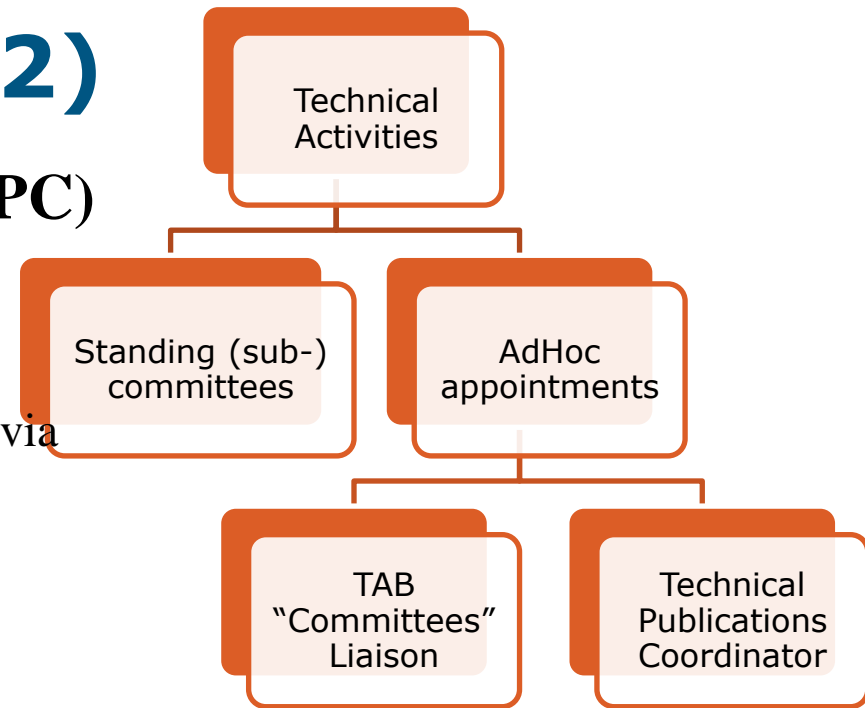 2)
PC)
via
Technical
Activities
Standing (sub-)
committees
AdHoc
appointments
TAB
“Committees”
Liaison
Technical
Publications
Coordinator